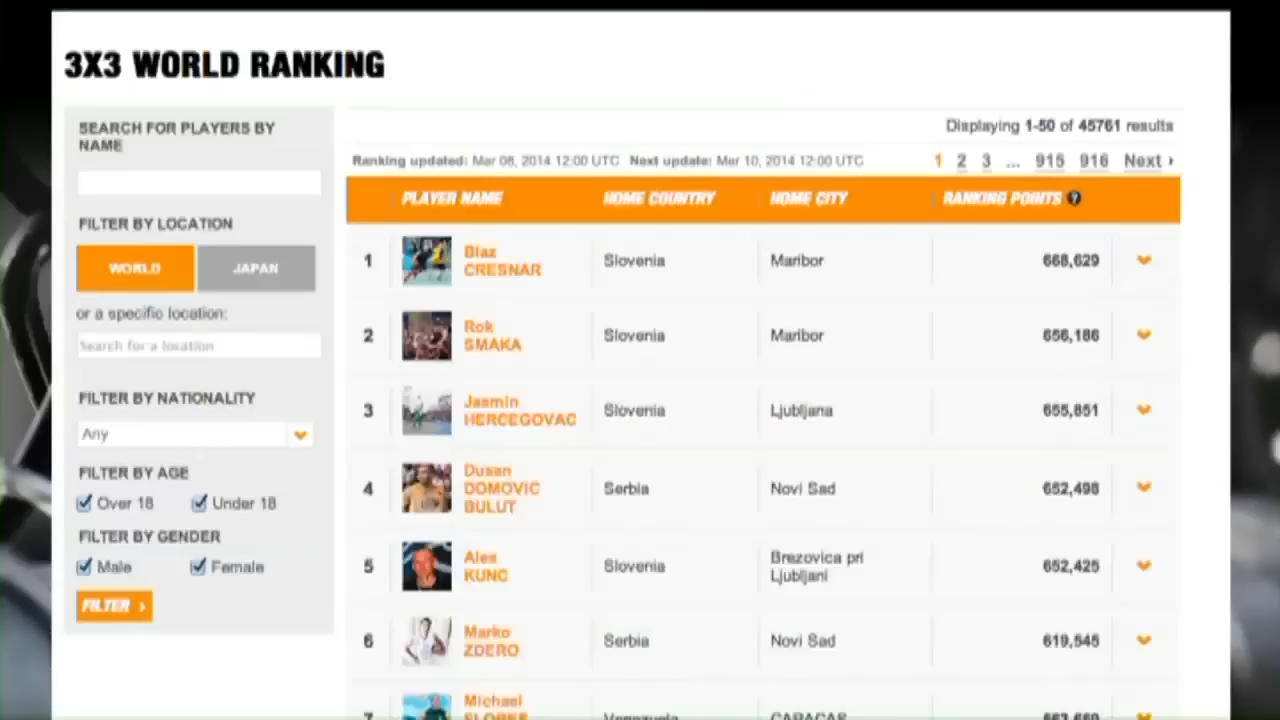 3X3 WORLD RANKING
SEARCH FOR PLAYERS BY
NAME
FILTER BY LOCATION
WORLD
JAPAN
or a specific location:
Search for a location
FILTER BY NATIONALITY
Any
FILTER BY AGE
Over 18
Under 18
FILTER BY GENDER
Male
Female
FILTER ›
Displaying 1-50 of 45761 results
Ranking updated: Mar 06, 2014 12:00 UTC Next update: Mar 10, 2014 12:00 UTC
1 2 3 ... 915 916 Next ›
PLAYER NAME HOME COUNTRY HOME CITY RANKING POINTS ?
1 Blaz CRESNAR Slovenia Maribor 668,629
2 Rok SMAKA Slovenia Maribor 656,186
3 Jasmin HERCEGOVAC Slovenia Ljubljana 655,851
4 Dusan DOMOVIC BULUT Serbia Novi Sad 652,498
5 Ales KUNC Slovenia Brezovica pri Ljubljani 652,425
6 Marko ZDERO Serbia Novi Sad 619,545
7 Michael FLORES Venezuela CARACAS